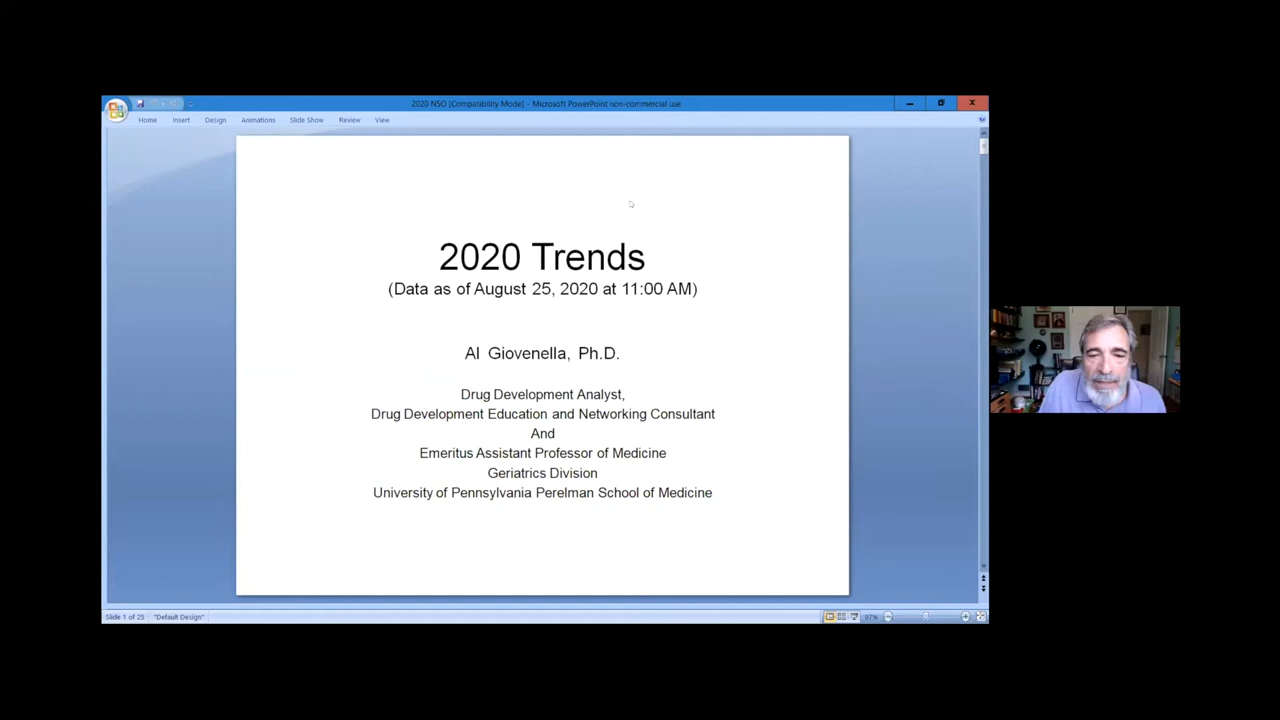 2020 NSO [Compatibility Mode] - Microsoft PowerPoint non-commercial use
Home Insert Design Animations Slide Show Review View
2020 Trends
(Data as of August 25, 2020 at 11:00 AM)
Al Giovenella, Ph.D.
Drug Development Analyst,
Drug Development Education and Networking Consultant
And
Emeritus Assistant Professor of Medicine
Geriatrics Division
University of Pennsylvania Perelman School of Medicine
Slide 1 of 25 "Default Design" 97%